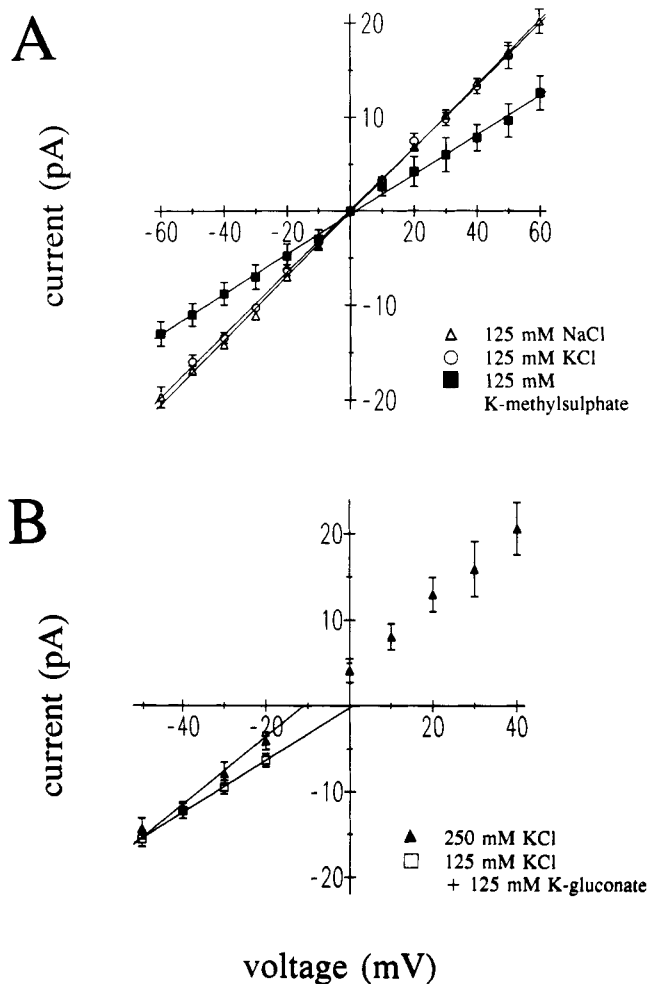 A
current (pA)
20
10
-60
-40
-20
20
40
60
-10
-20
125 mM NaCl
125 mM KCl
125 mM
K-methylsulphate
B
current (pA)
20
10
-40
-20
20
40
-10
-20
250 mM KCl
125 mM KCl
+ 125 mM K-gluconate
voltage (mV)